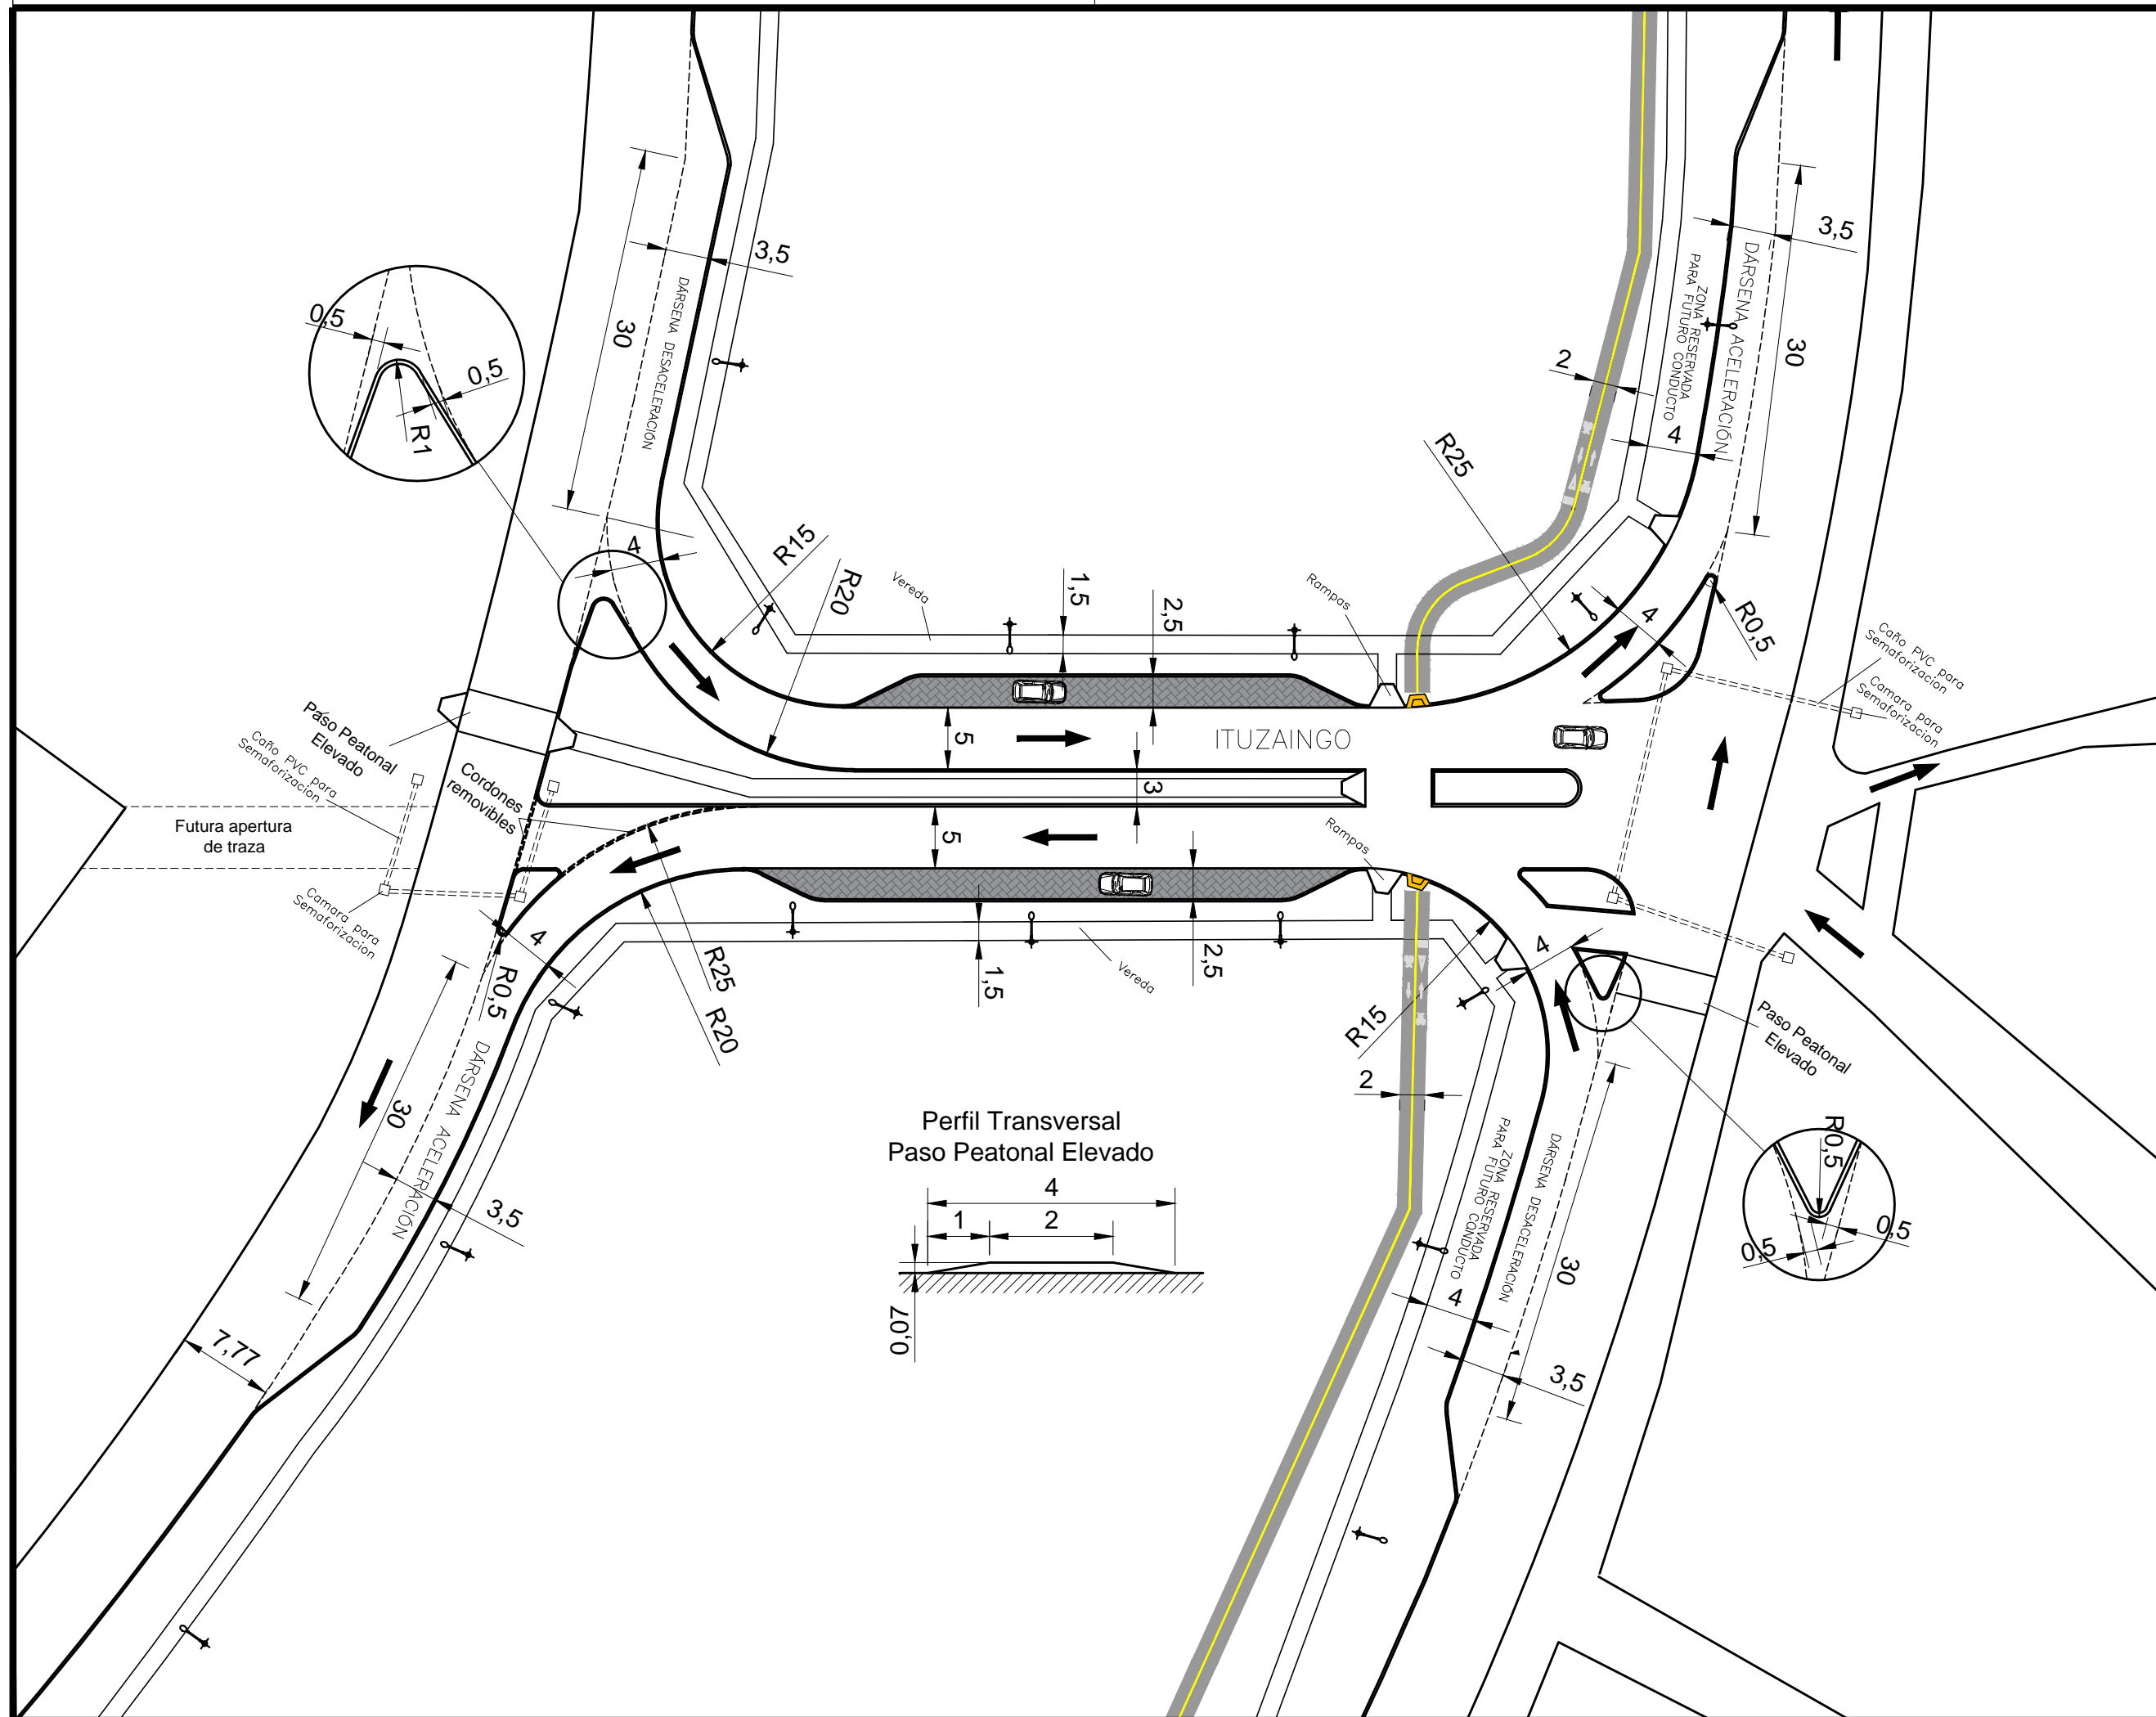 3,5
30
DÁRSENA DESACELERACIÓN
0,5
0,5
R1
4
R15
R20
Vereda
1,5
2,5
Rampas
R25
2
3,5
DÁRSENA ACELERACIÓN
ZONA RESERVADA
PARA FUTURO CONDUCTO
30
4
4
R0,5
Caño PVC para
Semaforizacion
Camara para
Semaforizacion
ITUZAINGO
5
3
5
Paso Peatonal
Elevado
Caño PVC para
Semaforizacion
Cordones
removibles
Futura apertura
de traza
Camara para
Semaforizacion
Rampas
4
R0,5
R25
R20
1,5
Vereda
2,5
R15
4
Paso Peatonal
Elevado
30
DÁRSENA ACELERACIÓN
3,5
7,77
2
Perfil Transversal
Paso Peatonal Elevado
4
1
2
0,07
ZONA RESERVADA
PARA FUTURO CONDUCTO
DÁRSENA DESACELERACIÓN
30
4
3,5
R0,5
0,5
0,5